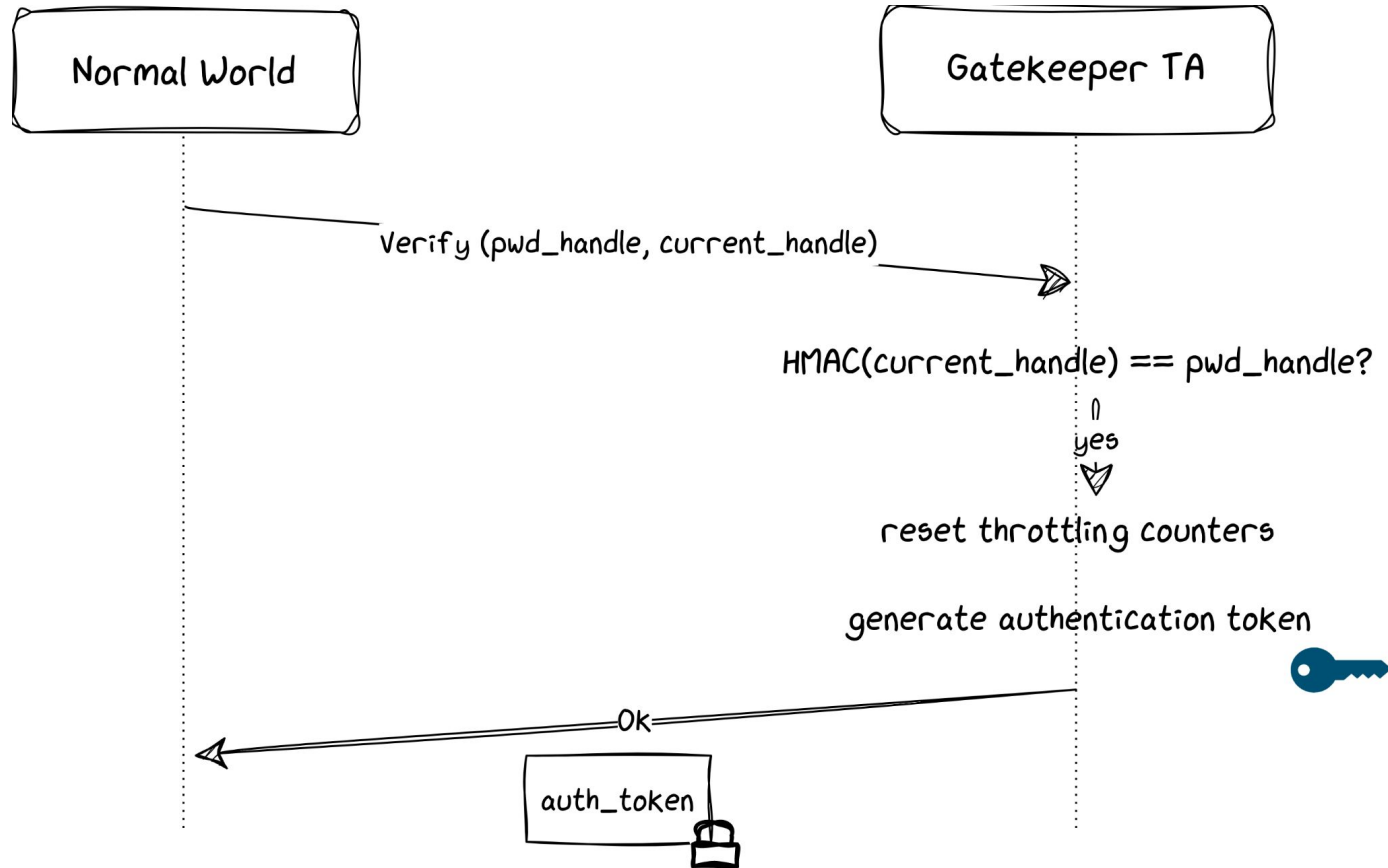 Normal World
Gatekeeper TA
Verify (pwd_handle, current_handle)
HMAC(current_handle) == pwd_handle?
yes
reset throttling counters
generate authentication token
Ok
auth_token